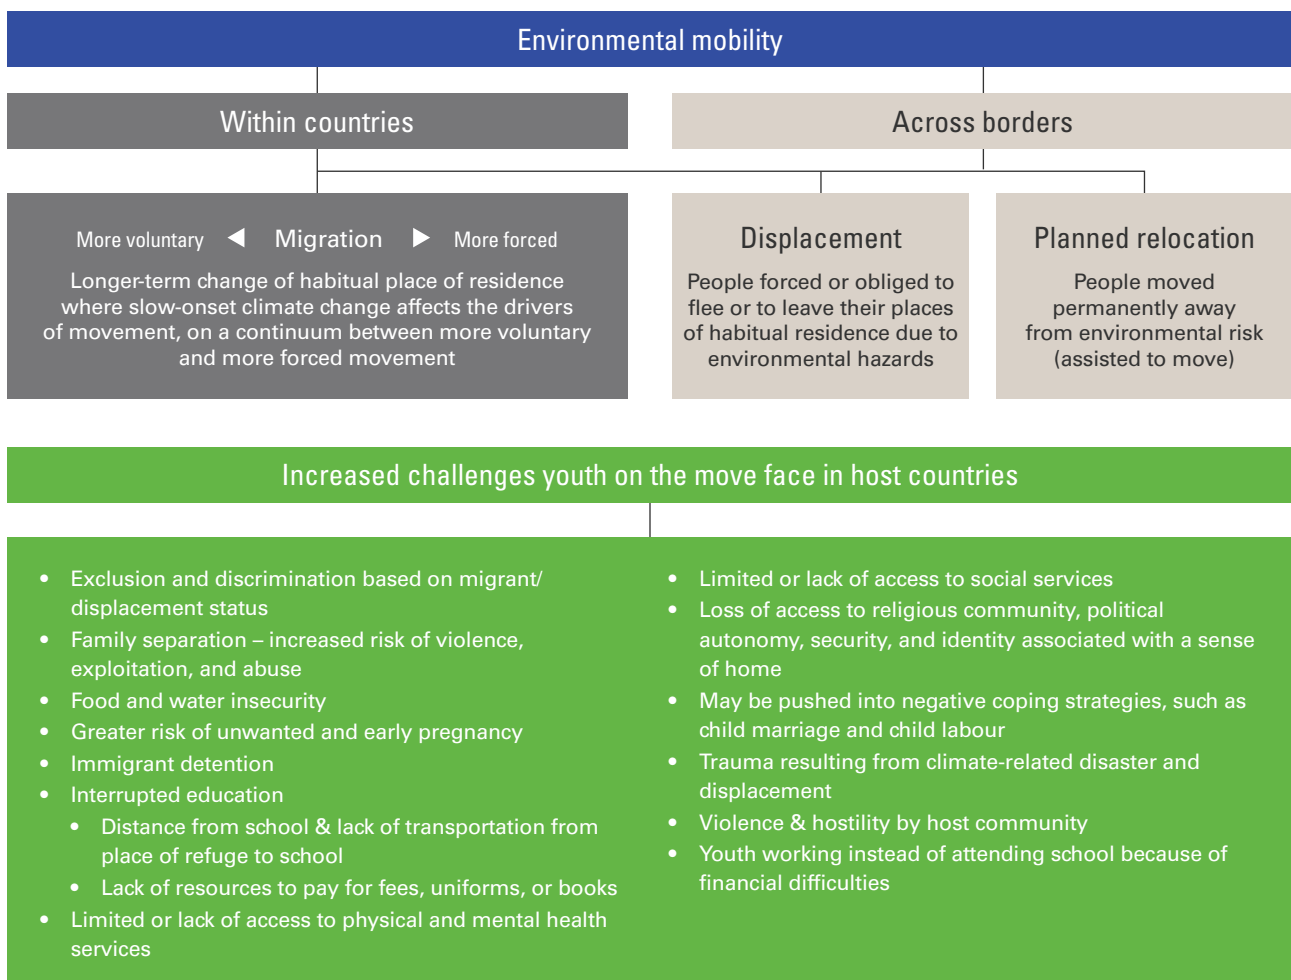 Environmental mobility
Within countries
Across borders
More voluntary ◀ Migration ▶ More forced
Longer-term change of habitual place of residence
where slow-onset climate change affects the drivers
of movement, on a continuum between more voluntary
and more forced movement
Displacement
People forced or obliged to
flee or to leave their places
of habitual residence due to
environmental hazards
Planned relocation
People moved
permanently away
from environmental risk
(assisted to move)
Increased challenges youth on the move face in host countries
• Exclusion and discrimination based on migrant/
displacement status
• Family separation – increased risk of violence,
exploitation, and abuse
• Food and water insecurity
• Greater risk of unwanted and early pregnancy
• Immigrant detention
• Interrupted education
• Distance from school & lack of transportation from
place of refuge to school
• Lack of resources to pay for fees, uniforms, or books
• Limited or lack of access to physical and mental health
services
• Limited or lack of access to social services
• Loss of access to religious community, political
autonomy, security, and identity associated with a sense
of home
• May be pushed into negative coping strategies, such as
child marriage and child labour
• Trauma resulting from climate-related disaster and
displacement
• Violence & hostility by host community
• Youth working instead of attending school because of
financial difficulties